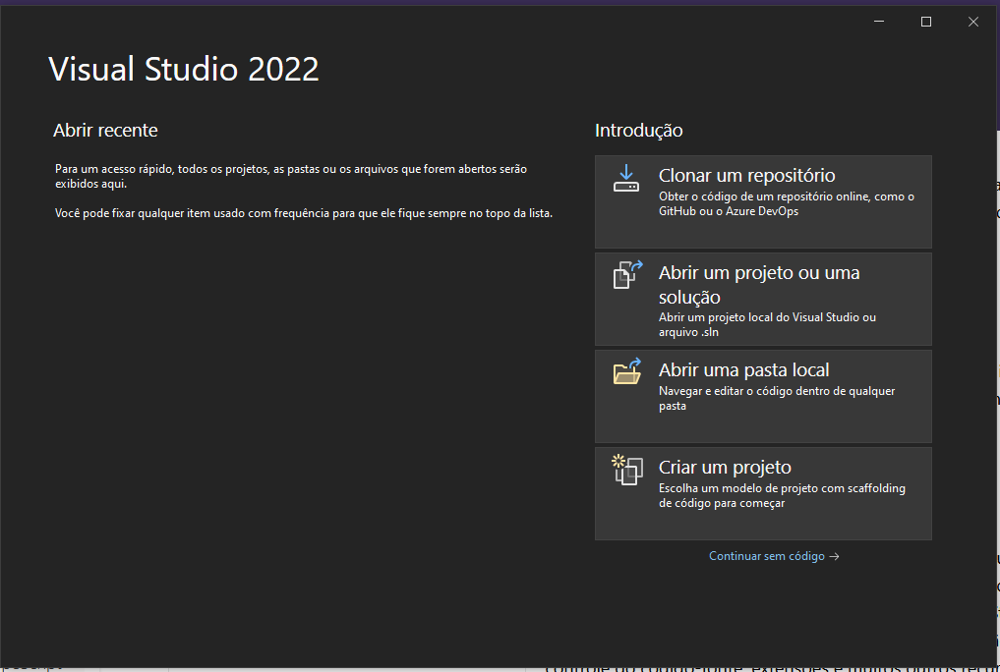 Visual Studio 2022
Abrir recente
Para um acesso rápido, todos os projetos, as pastas ou os arquivos que forem abertos serão
exibidos aqui.
Você pode fixar qualquer item usado com frequência para que ele fique sempre no topo da lista.
Introdução
Clonar um repositório
Obter o código de um repositório online, como o
GitHub ou o Azure DevOps
Abrir um projeto ou uma
solução
Abrir um projeto local do Visual Studio ou
arquivo .sln
Abrir uma pasta local
Navegar e editar o código dentro de qualquer
pasta
Criar um projeto
Escolha um modelo de projeto com scaffolding
de código para começar
Continuar sem código →